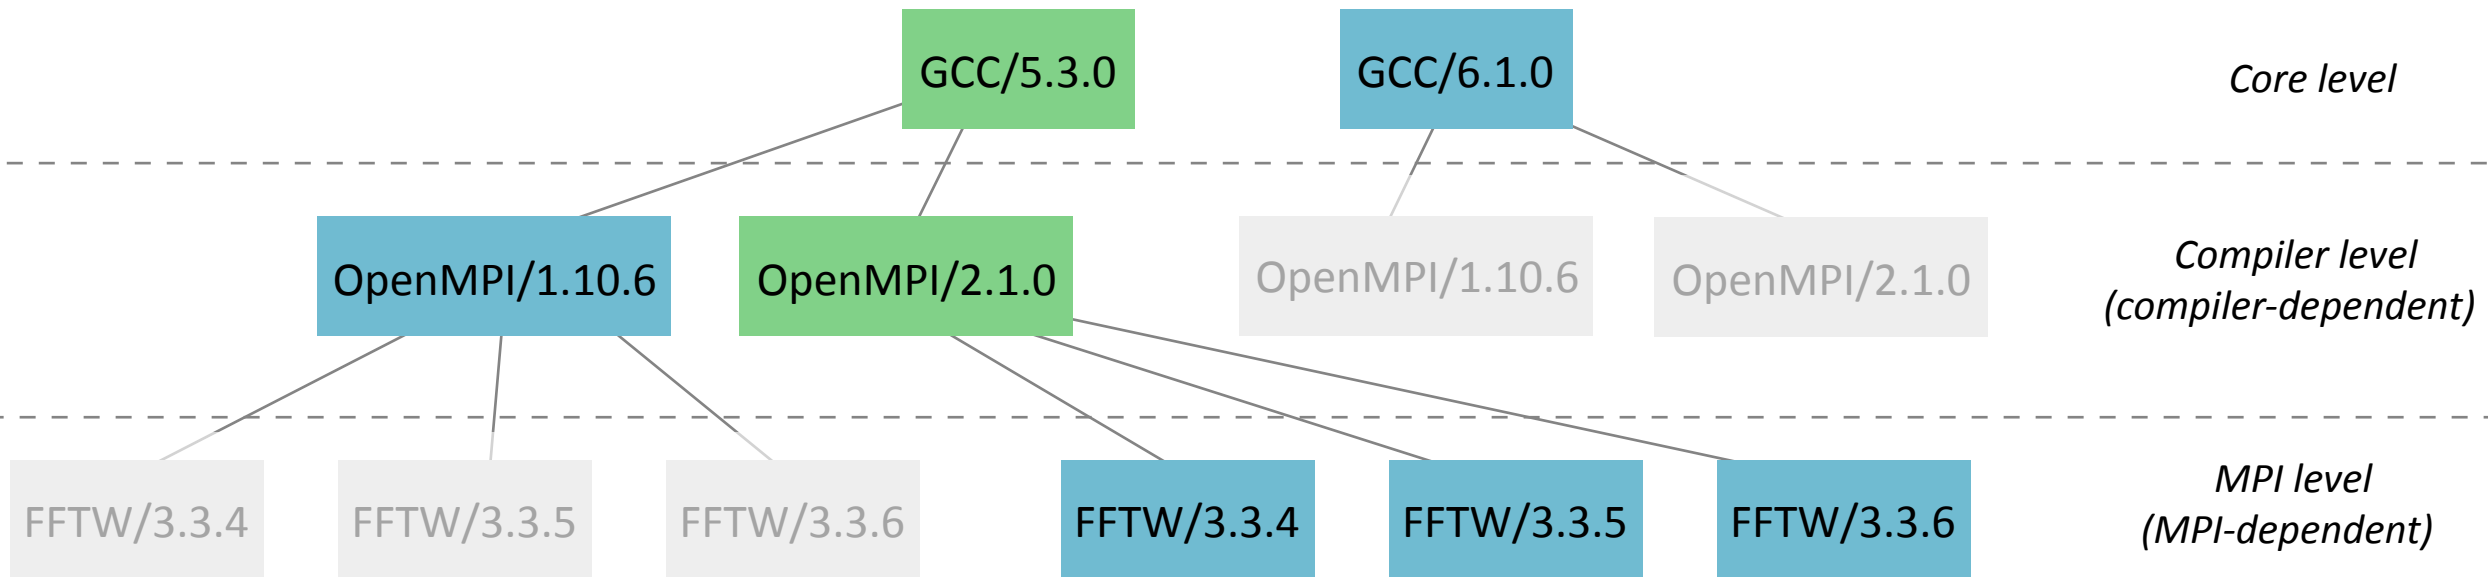 GCC/5.3.0
GCC/6.1.0
Core level
OpenMPI/1.10.6
OpenMPI/2.1.0
OpenMPI/1.10.6
OpenMPI/2.1.0
Compiler level
(compiler-dependent)
FFTW/3.3.4
FFTW/3.3.5
FFTW/3.3.6
FFTW/3.3.4
FFTW/3.3.5
FFTW/3.3.6
MPI level
(MPI-dependent)